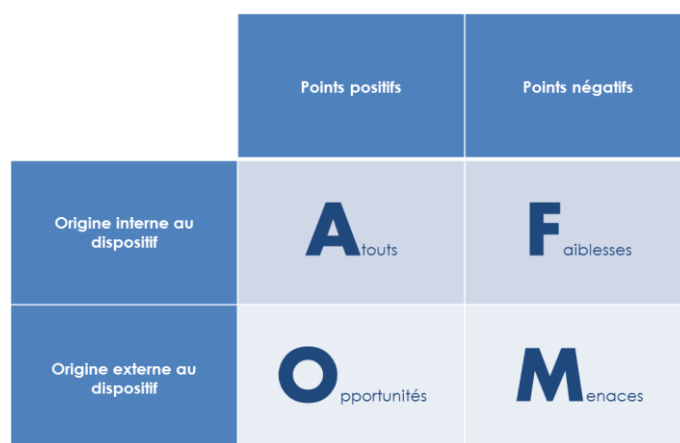 Points positifs
Points négatifs
Origine interne au
dispositif
Atouts
Faiblesses
Origine externe au
dispositif
Opportunités
Menaces